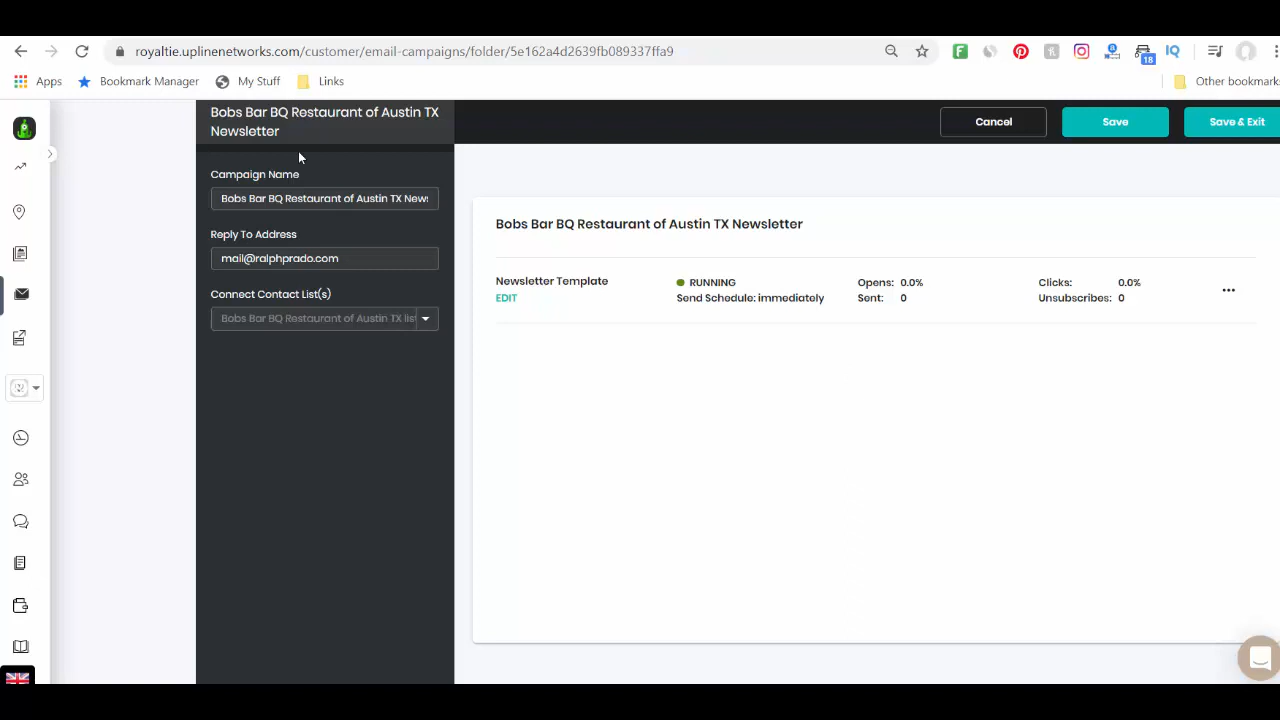 royaltie.uplinenetworks.com/customer/email-campaigns/folder/5e162a4d2639fb089337ffa9
18
Apps
Bookmark Manager
My Stuff
Links
Other bookmarks
Bobs Bar BQ Restaurant of Austin TX
Newsletter
Cancel
Save
Save & Exit
Campaign Name
Bobs Bar BQ Restaurant of Austin TX News
Reply To Address
mail@ralphprado.com
Connect Contact List(s)
Bobs Bar BQ Restaurant of Austin TX list
Bobs Bar BQ Restaurant of Austin TX Newsletter
Newsletter Template
EDIT
RUNNING
Send Schedule: immediately
Opens: 0.0%
Sent: 0
Clicks: 0.0%
Unsubscribes: 0